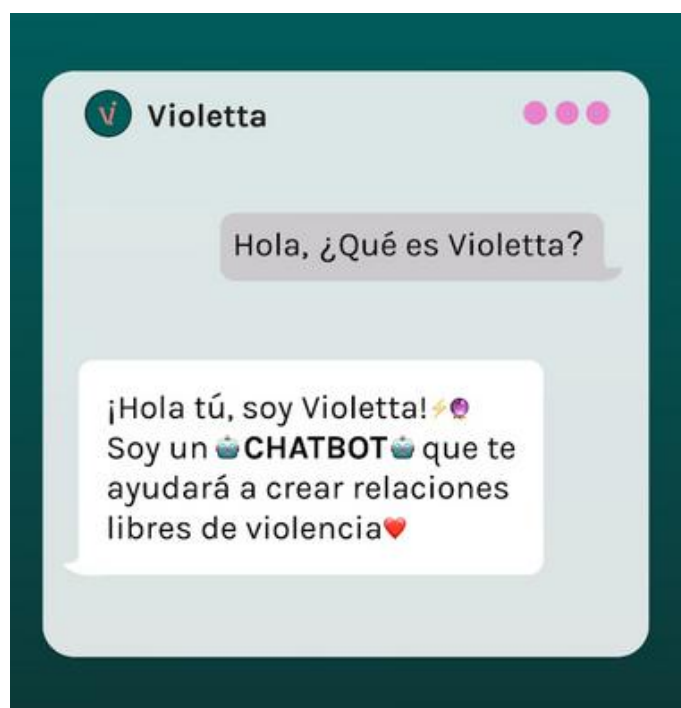 Vi Violetta
Hola, ¿Qué es Violetta?
¡Hola tú, soy Violetta!⚡🔮
Soy un 🤖CHATBOT🤖 que te
ayudará a crear relaciones
libres de violencia❤️